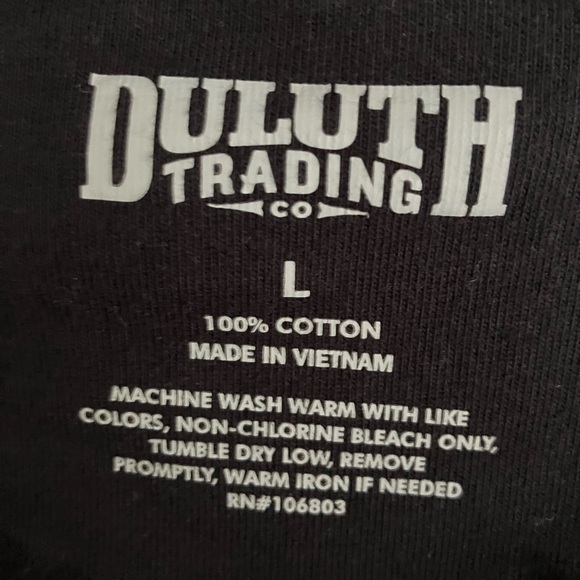 DULUTH
TRADING
CO
L
100% COTTON
MADE IN VIETNAM
MACHINE WASH WARM WITH LIKE
COLORS, NON-CHLORINE BLEACH ONLY,
TUMBLE DRY LOW, REMOVE
PROMPTLY, WARM IRON IF NEEDED
RN#106803